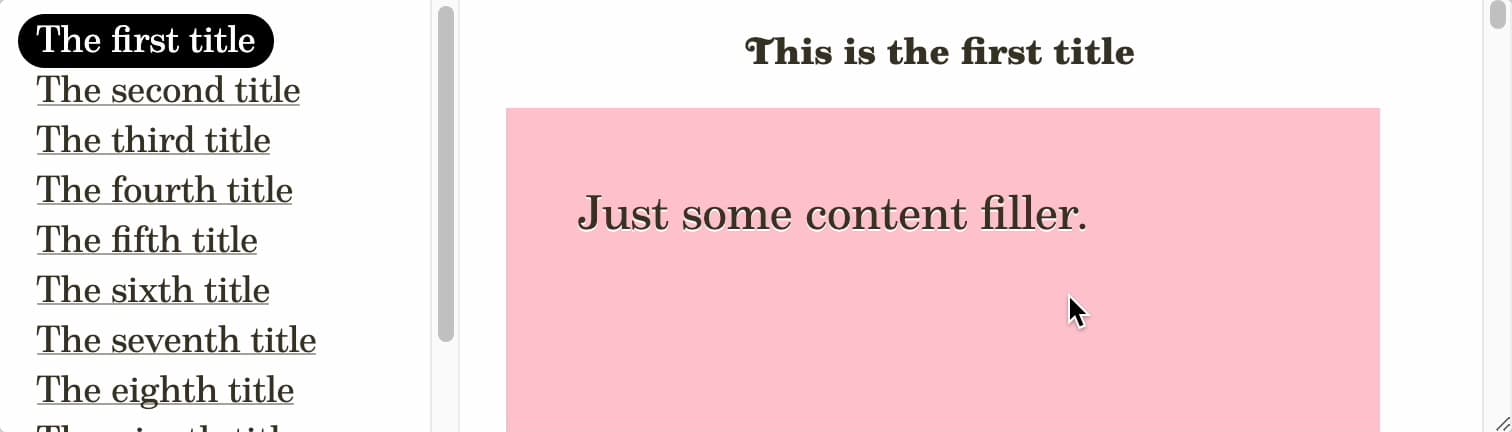 The first title
The second title
The third title
The fourth title
The fifth title
The sixth title
The seventh title
The eighth title
This is the first title
Just some content filler.